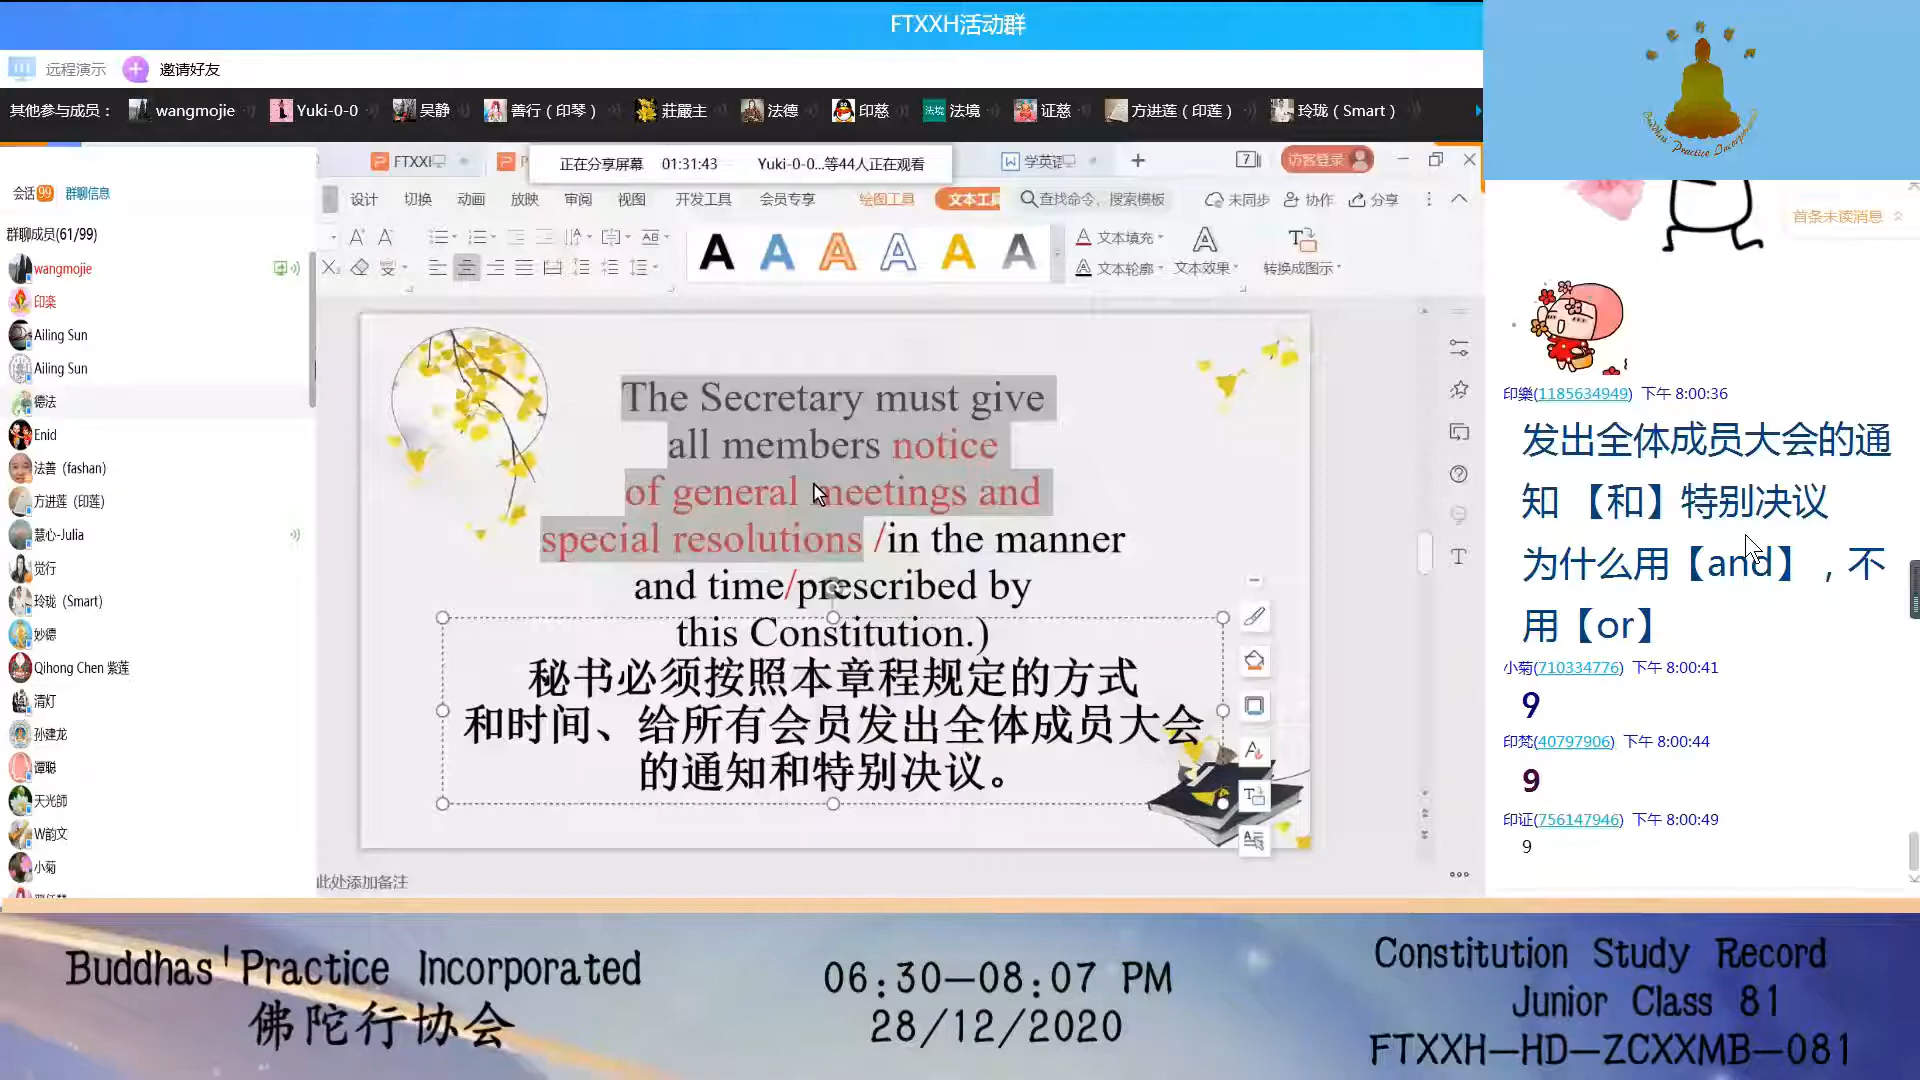 FTXXH活动群
远程演示
邀请好友
其他参与成员：
wangmojie
Yuki-0-0
吴静
善行（印琴）
莊嚴主
法德
印慈
法境
证慈
方进莲（印莲）
玲珑（Smart）
会话
99
群聊信息
群聊成员(61/99)
wangmojie
印楽
Ailing Sun
Ailing Sun
德法
Enid
法善（fashan）
方进莲（印莲）
慧心-Julia
觉行
玲珑（Smart）
妙德
Qihong Chen 紫莲
清灯
孙建龙
谭聪
天光師
W韵文
小菊
正在分享屏幕
01:31:43
Yuki-0-0...等44人正在观看
访客登录
设计
切换
动画
放映
审阅
视图
开发工具
会员专享
绘图工具
文本工具
查找命令、搜索模板
未同步
协作
分享
文本填充
文本轮廓
文本效果
转换成图示
The Secretary must give
all members notice
of general meetings and
special resolutions /in the manner
and time/prescribed by
this Constitution.)
秘书必须按照本章程规定的方式
和时间、给所有会员发出全体成员大会
的通知和特别决议。
此处添加备注
首条未读消息
印樂(1185634949) 下午 8:00:36
发出全体成员大会的通
知 【和】特别决议
为什么用【and】，不
用【or】
小菊(710334776) 下午 8:00:41
9
印梵(40797906) 下午 8:00:44
9
印证(756147946) 下午 8:00:49
9
Buddhas' Practice Incorporated
佛陀行协会
06:30—08:07 PM
28/12/2020
Constitution Study Record
Junior Class 81
FTXXH—HD—ZCXXMB—081